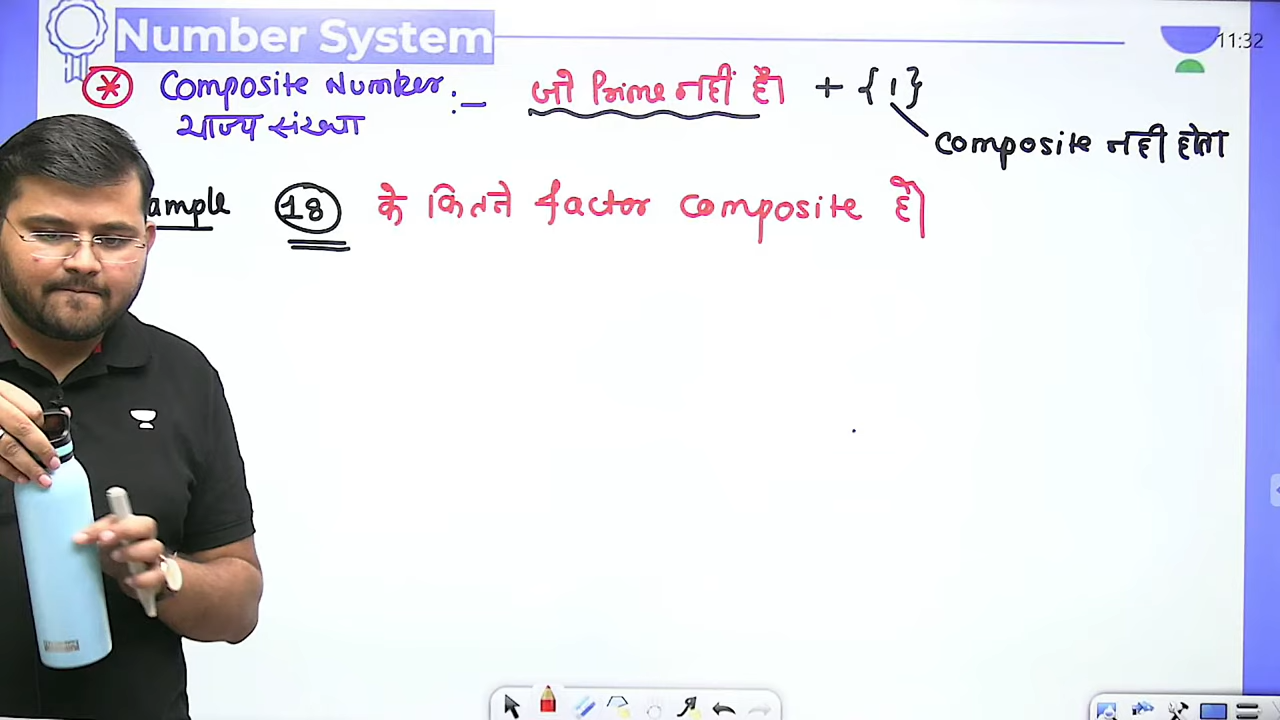 Number System
11:32
* Composite Number :- जो Prime नहीं है। + {1}
भाज्य संख्या
composite नही होता
ample 18 के कितने factor composite है।